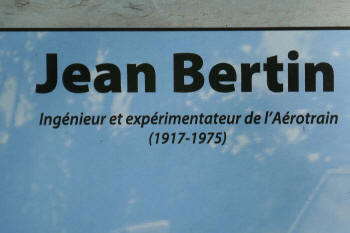 Jean Bertin
Ingénieur et expérimentateur de l'Aérotrain
(1917-1975)